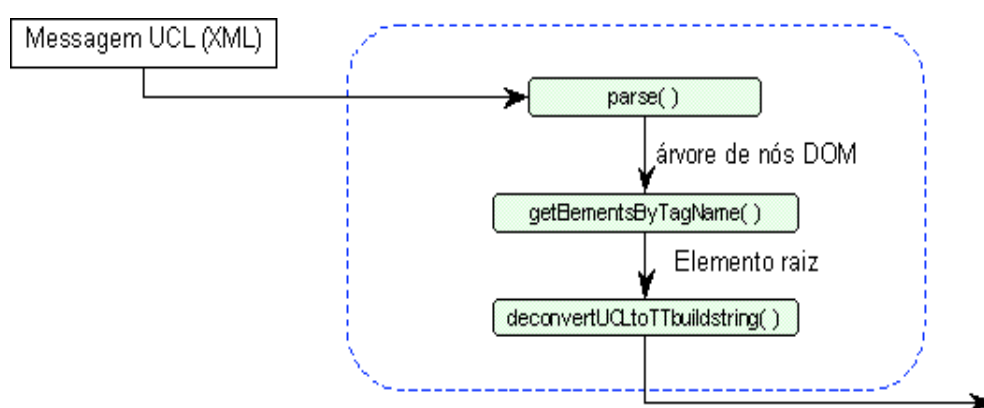 Messagem UCL (XML)
parse( )
árvore de nós DOM
getElementsByTagName( )
Elemento raiz
deconvertUCLtoTTbuildstring( )